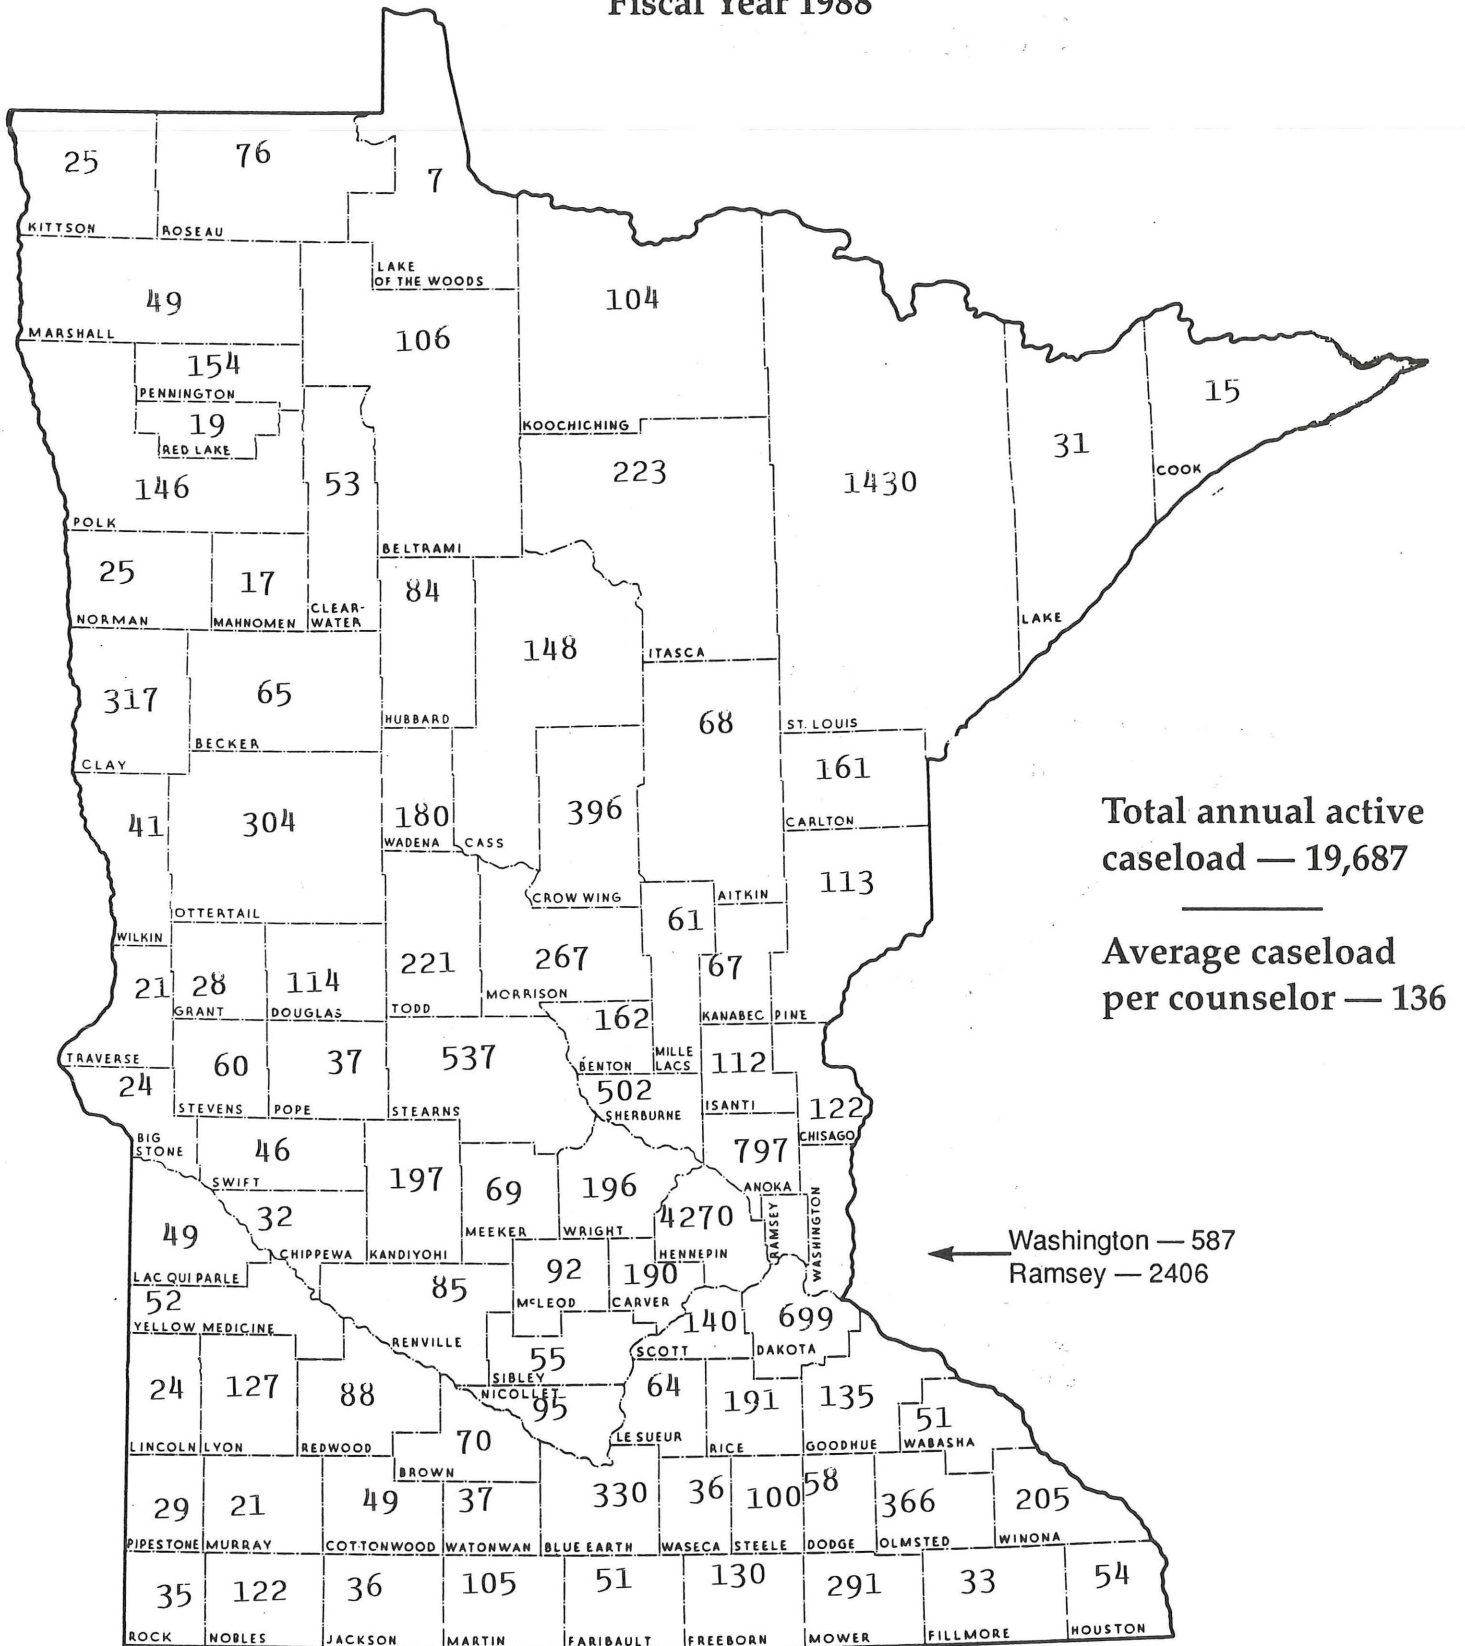 Fiscal Year 1988
25
76
7
KITTSON
ROSEAU
LAKE
OF THE WOODS
49
104
MARSHALL
106
154
PENNINGTON
15
19
RED LAKE
KOOCHICHING
31
COOK
53
223
1430
146
POLK
BELTRAMI
25
17
84
NORMAN
MAHNOMEN
CLEAR-
WATER
LAKE
148
ITASCA
317
65
HUBBARD
68
ST. LOUIS
BECKER
CLAY
161
41
304
180
396
CARLTON
WADENA
CASS
Total annual active
caseload — 19,687
113
CROW WING
AITKIN
OTTERTAIL
61
WILKIN
Average caseload
per counselor — 136
21
28
114
221
267
67
GRANT
DOUGLAS
TODD
MORRISON
162
KANABEC
PINE
TRAVERSE
60
37
537
BENTON
MILLE
LACS
112
24
502
STEVENS
POPE
STEARNS
SHERBURNE
ISANTI
122
CHISAGO
BIG
STONE
46
797
SWIFT
197
69
196
ANOKA
49
32
4270
RAMSEY
WASHINGTON
MEEKER
WRIGHT
CHIPPEWA
KANDIYOHI
HENNEPIN
Washington — 587
Ramsey — 2406
LAC QUI PARLE
85
92
190
52
McLEOD
CARVER
140
699
YELLOW MEDICINE
RENVILLE
55
SCOTT
DAKOTA
SIBLEY
24
127
88
NICOLLET
95
64
191
135
51
LINCOLN
LYON
REDWOOD
70
LE SUEUR
RICE
GOODHUE
WABASHA
BROWN
29
21
49
37
330
36
100
58
366
205
PIPESTONE
MURRAY
COTTONWOOD
WATONWAN
BLUE EARTH
WASECA
STEELE
DODGE
OLMSTED
WINONA
35
122
36
105
51
130
291
33
54
ROCK
NOBLES
JACKSON
MARTIN
FARIBAULT
FREEBORN
MOWER
FILLMORE
HOUSTON